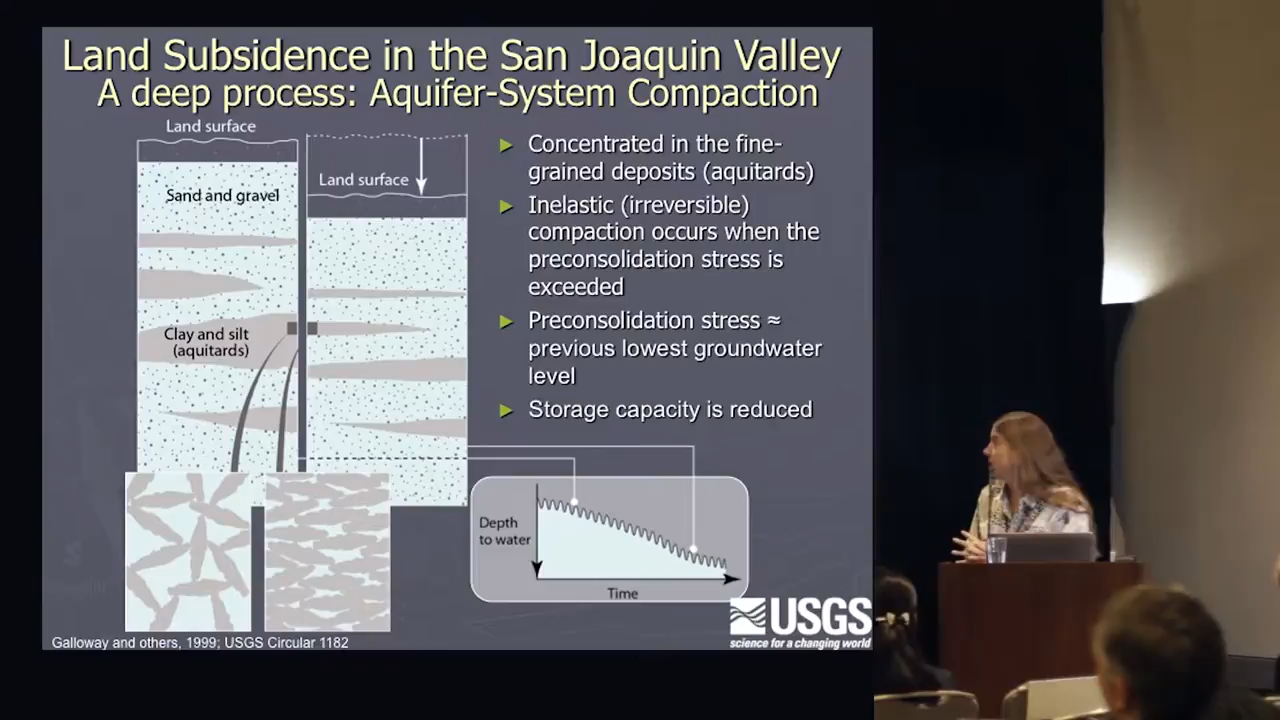 Land Subsidence in the San Joaquin Valley
A deep process: Aquifer-System Compaction
Land surface
Land surface
Sand and gravel
Clay and silt
(aquitards)
► Concentrated in the fine-
grained deposits (aquitards)
► Inelastic (irreversible)
compaction occurs when the
preconsolidation stress is
exceeded
► Preconsolidation stress ≈
previous lowest groundwater
level
► Storage capacity is reduced
Depth
to water
Time
USGS
science for a changing world
Galloway and others, 1999; USGS Circular 1182